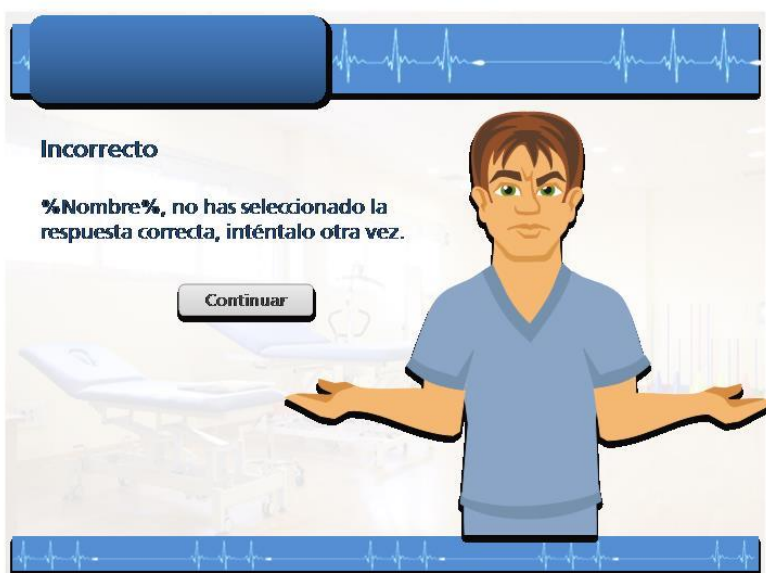 Incorrecto
%Nombre%, no has seleccionado la
respuesta correcta, inténtalo otra vez.
Continuar